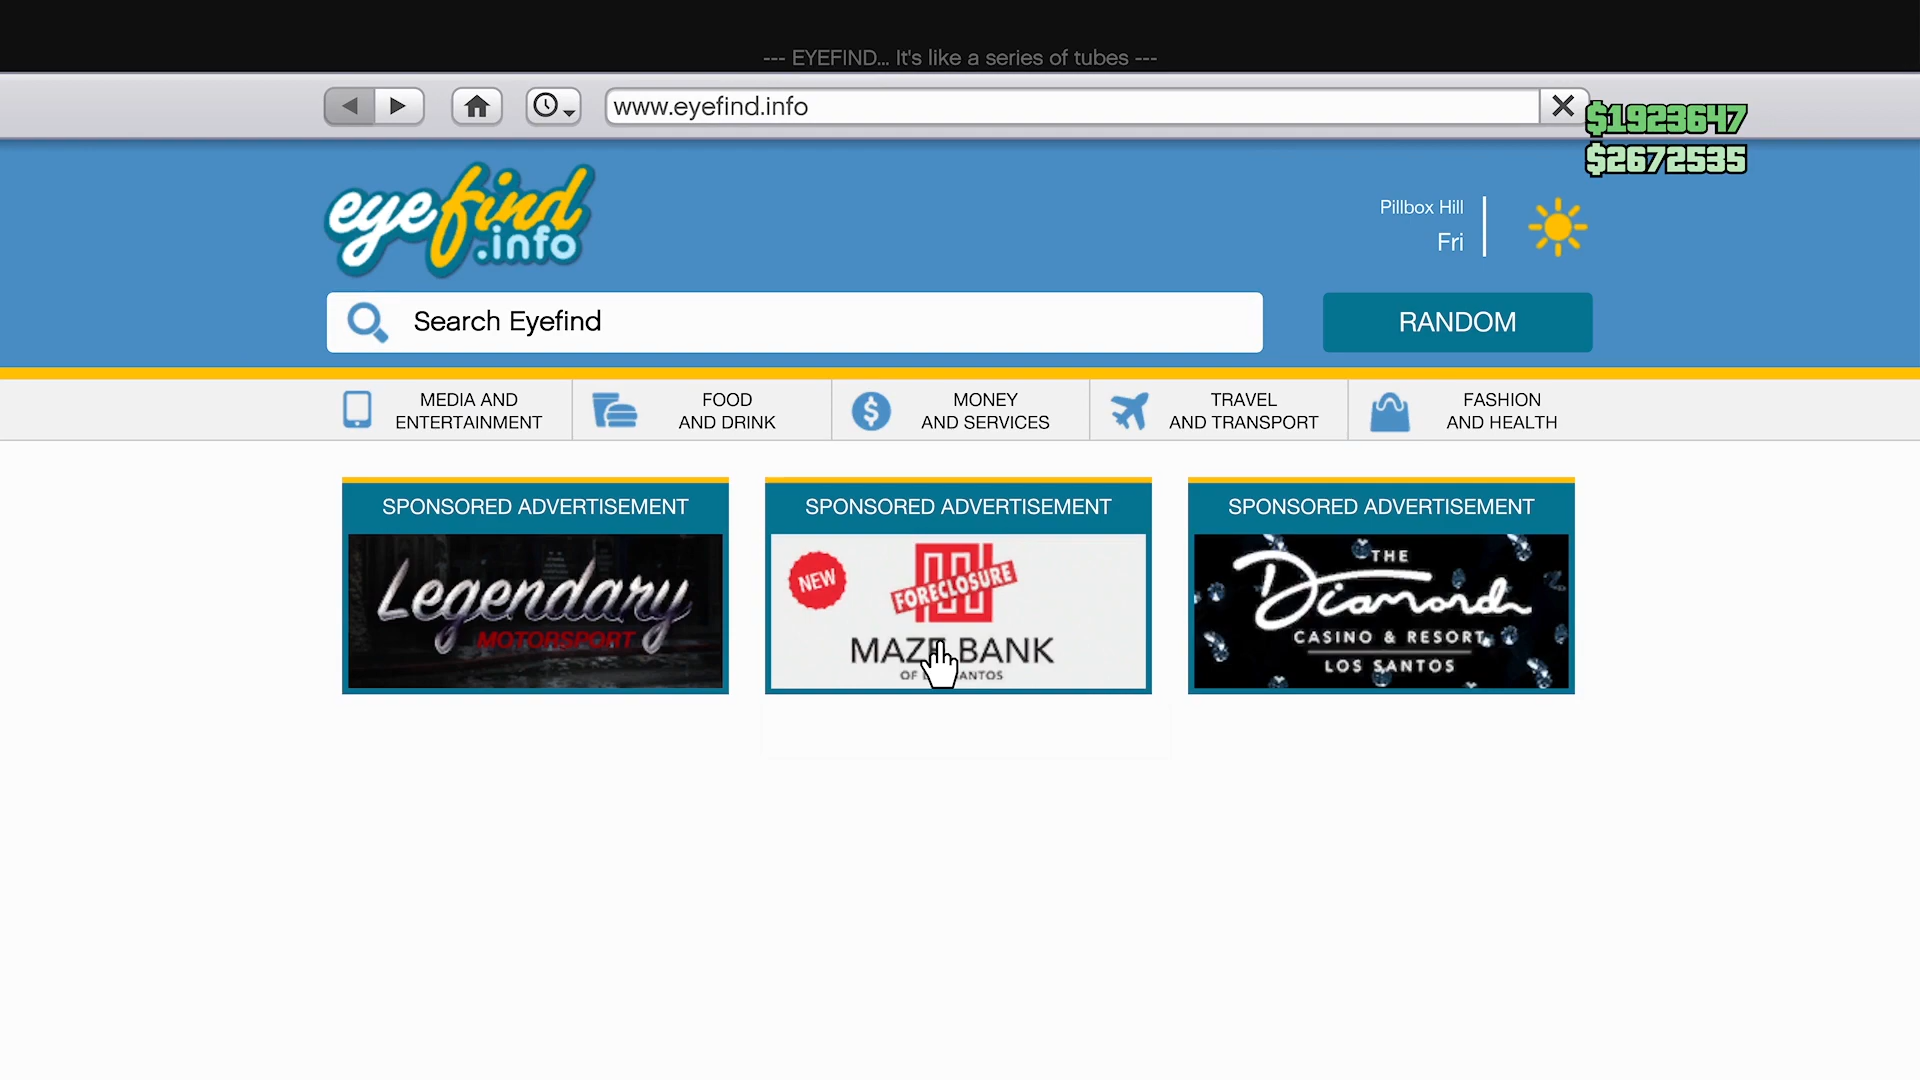 --- EYEFIND... It's like a series of tubes ---
www.eyefind.info
$1923647
$2672535
eyefind
.info
Pillbox Hill
Fri
Search Eyefind
RANDOM
MEDIA AND
ENTERTAINMENT
FOOD
AND DRINK
MONEY
AND SERVICES
TRAVEL
AND TRANSPORT
FASHION
AND HEALTH
SPONSORED ADVERTISEMENT
Legendary
MOTORSPORT
SPONSORED ADVERTISEMENT
NEW
FORECLOSURE
MAZE BANK
OF
SPONSORED ADVERTISEMENT
THE
Diamond
CASINO & RESORT
LOS SANTOS